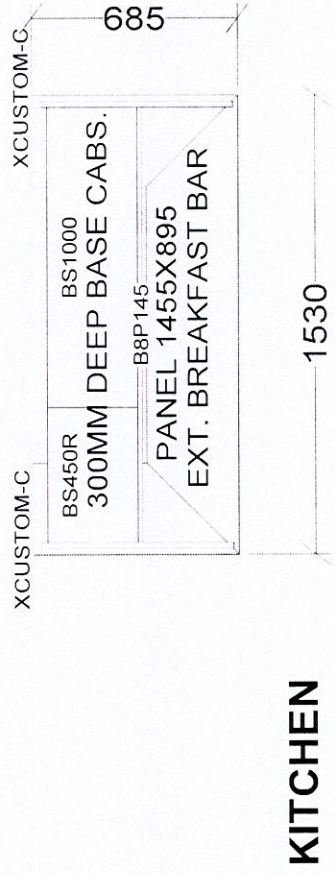 XCUSTOM-C
XCUSTOM-C
685
BS450R
BS1000
300MM DEEP BASE CABS.
B8P145
PANEL 1455X895
EXT. BREAKFAST BAR
1530
KITCHEN